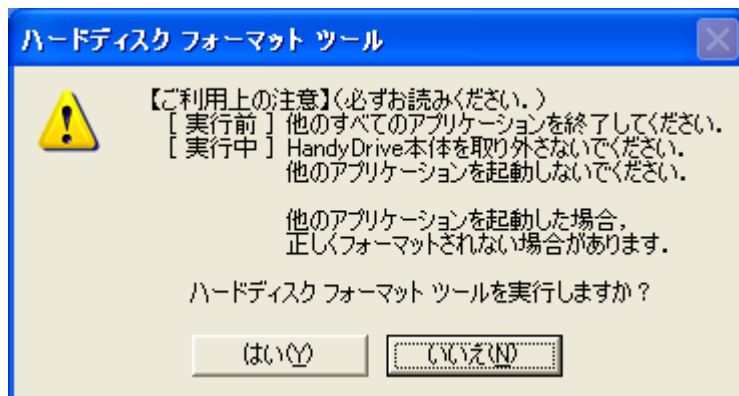 ハードディスク フォーマット ツール
【ご利用上の注意】(必ずお読みください．)
[ 実行前 ] 他のすべてのアプリケーションを終了してください．
[ 実行中 ] HandyDrive本体を取り外さないでください．
他のアプリケーションを起動しないでください．
他のアプリケーションを起動した場合，
正しくフォーマットされない場合があります．
ハードディスク フォーマット ツールを実行しますか？
はい(Y)
いいえ(N)